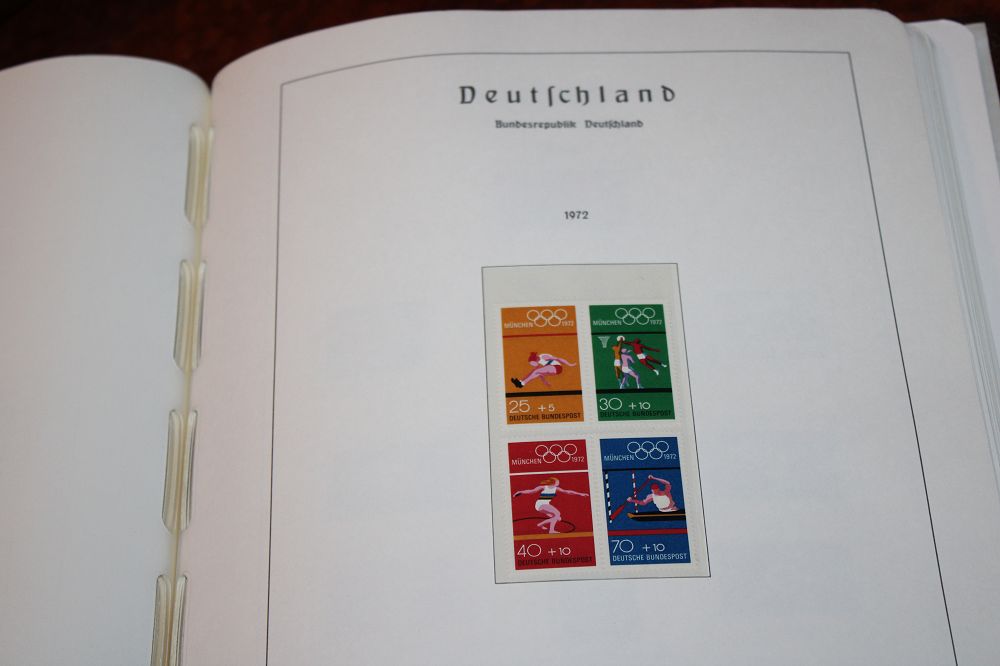 Deutſchland
Bundesrepublik Deutſchland
1972
MÜNCHEN 1972
25 +5
DEUTSCHE BUNDESPOST
MÜNCHEN 1972
30 +10
DEUTSCHE BUNDESPOST
MÜNCHEN 1972
40 +10
DEUTSCHE BUNDESPOST
MÜNCHEN 1972
70 +10
DEUTSCHE BUNDESPOST